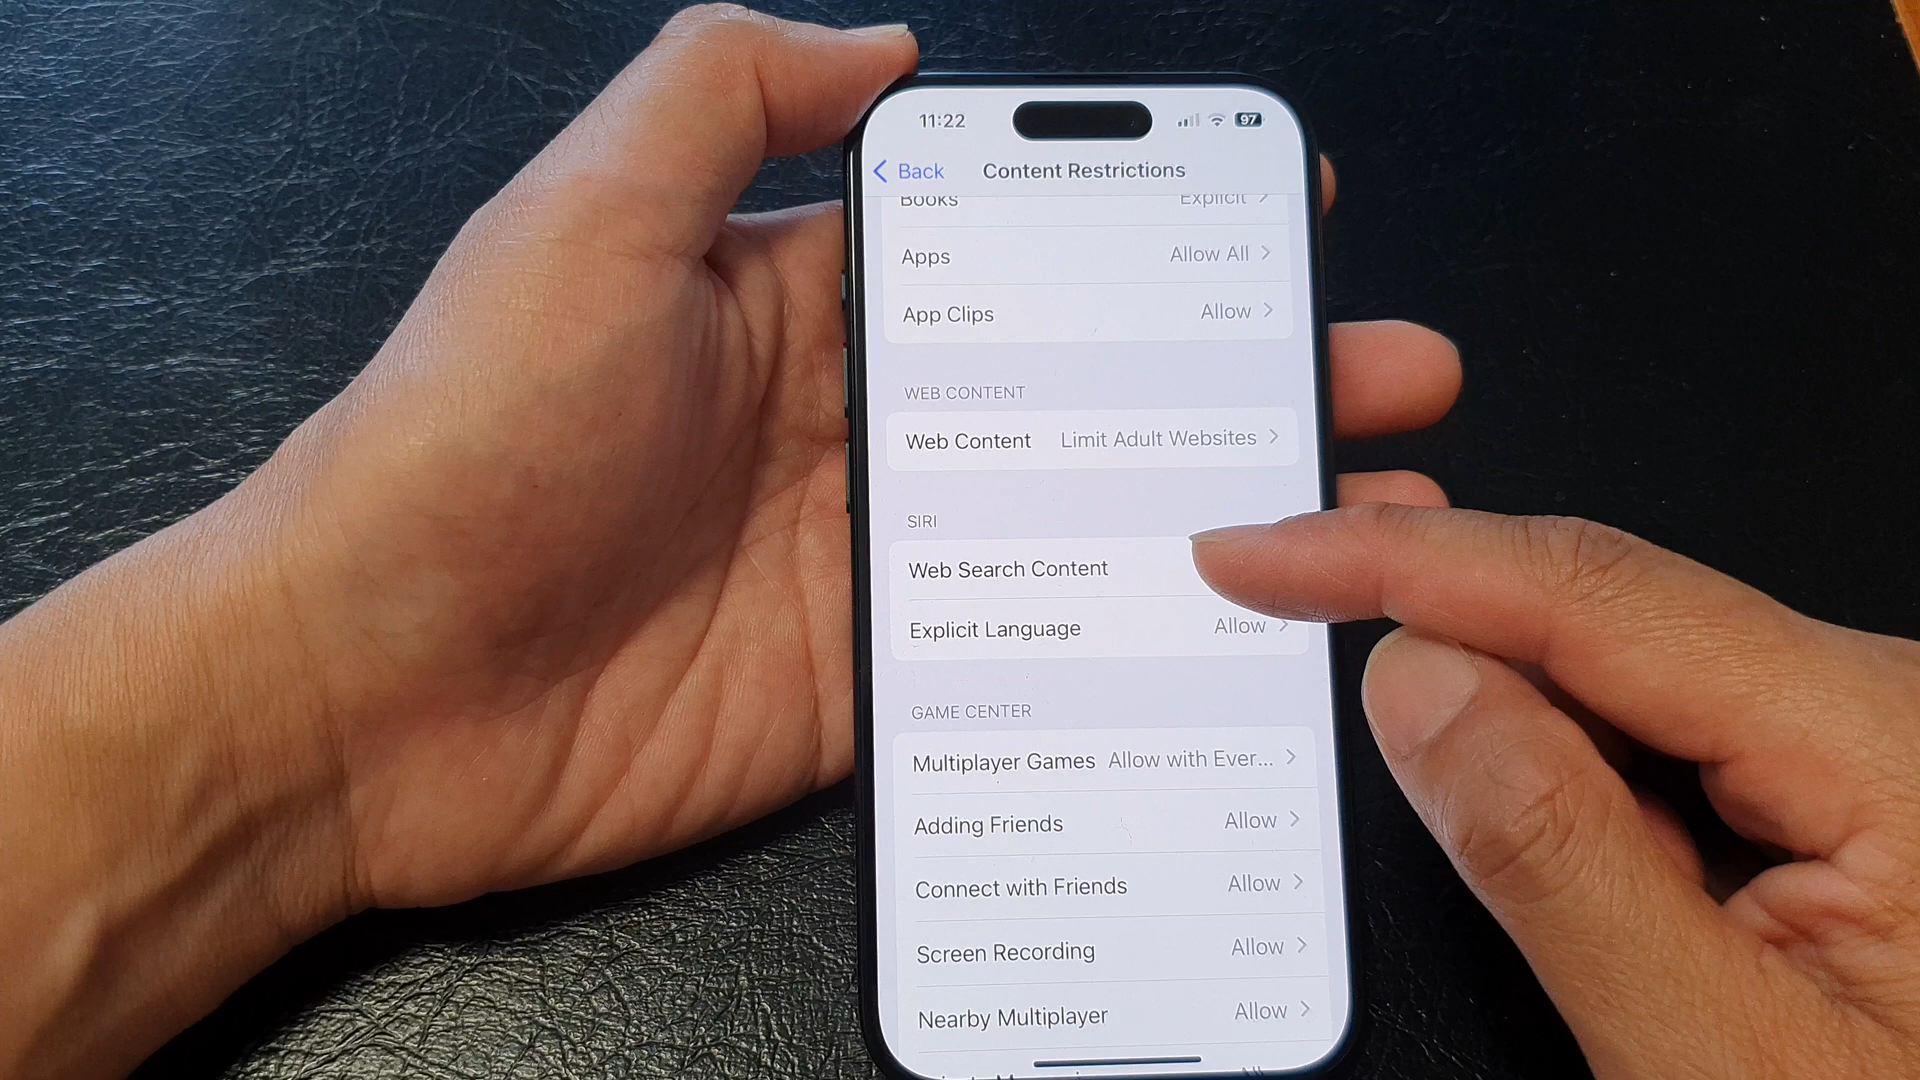 11:22 97
Back Content Restrictions
Books Explicit
Apps Allow All
App Clips Allow
WEB CONTENT
Web Content Limit Adult Websites
SIRI
Web Search Content
Explicit Language Allow
GAME CENTER
Multiplayer Games Allow with Ever...
Adding Friends Allow
Connect with Friends Allow
Screen Recording Allow
Nearby Multiplayer Allow